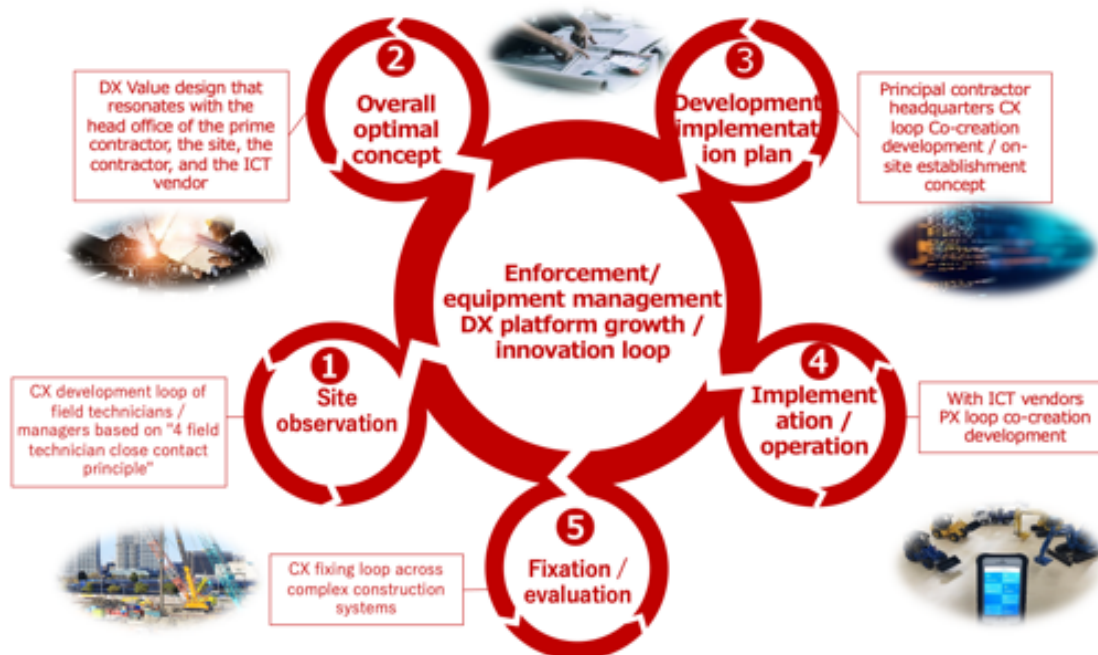 2
Overall
optimal
concept
3
Development
implementat
ion plan
DX Value design that
resonates with the
head office of the prime
contractor, the site, the
contractor, and the ICT
vendor
Principal contractor
headquarters CX
loop Co-creation
development / on-
site establishment
concept
Enforcement/
equipment management
DX platform growth /
innovation loop
1
Site
observation
CX development loop of
field technicians /
managers based on "4 field
technician close contact
principle"
4
Implement
ation /
operation
With ICT vendors
PX loop co-creation
development
5
Fixation /
evaluation
CX fixing loop across
complex construction
systems